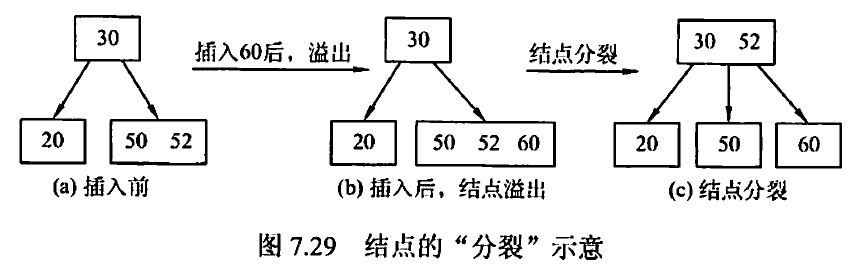 30
插入60后，溢出
30
结点分裂
30 52
20
50 52
20
50 52 60
20
50
60
(a) 插入前
(b) 插入后，结点溢出
(c) 结点分裂
图 7.29 结点的“分裂”示意